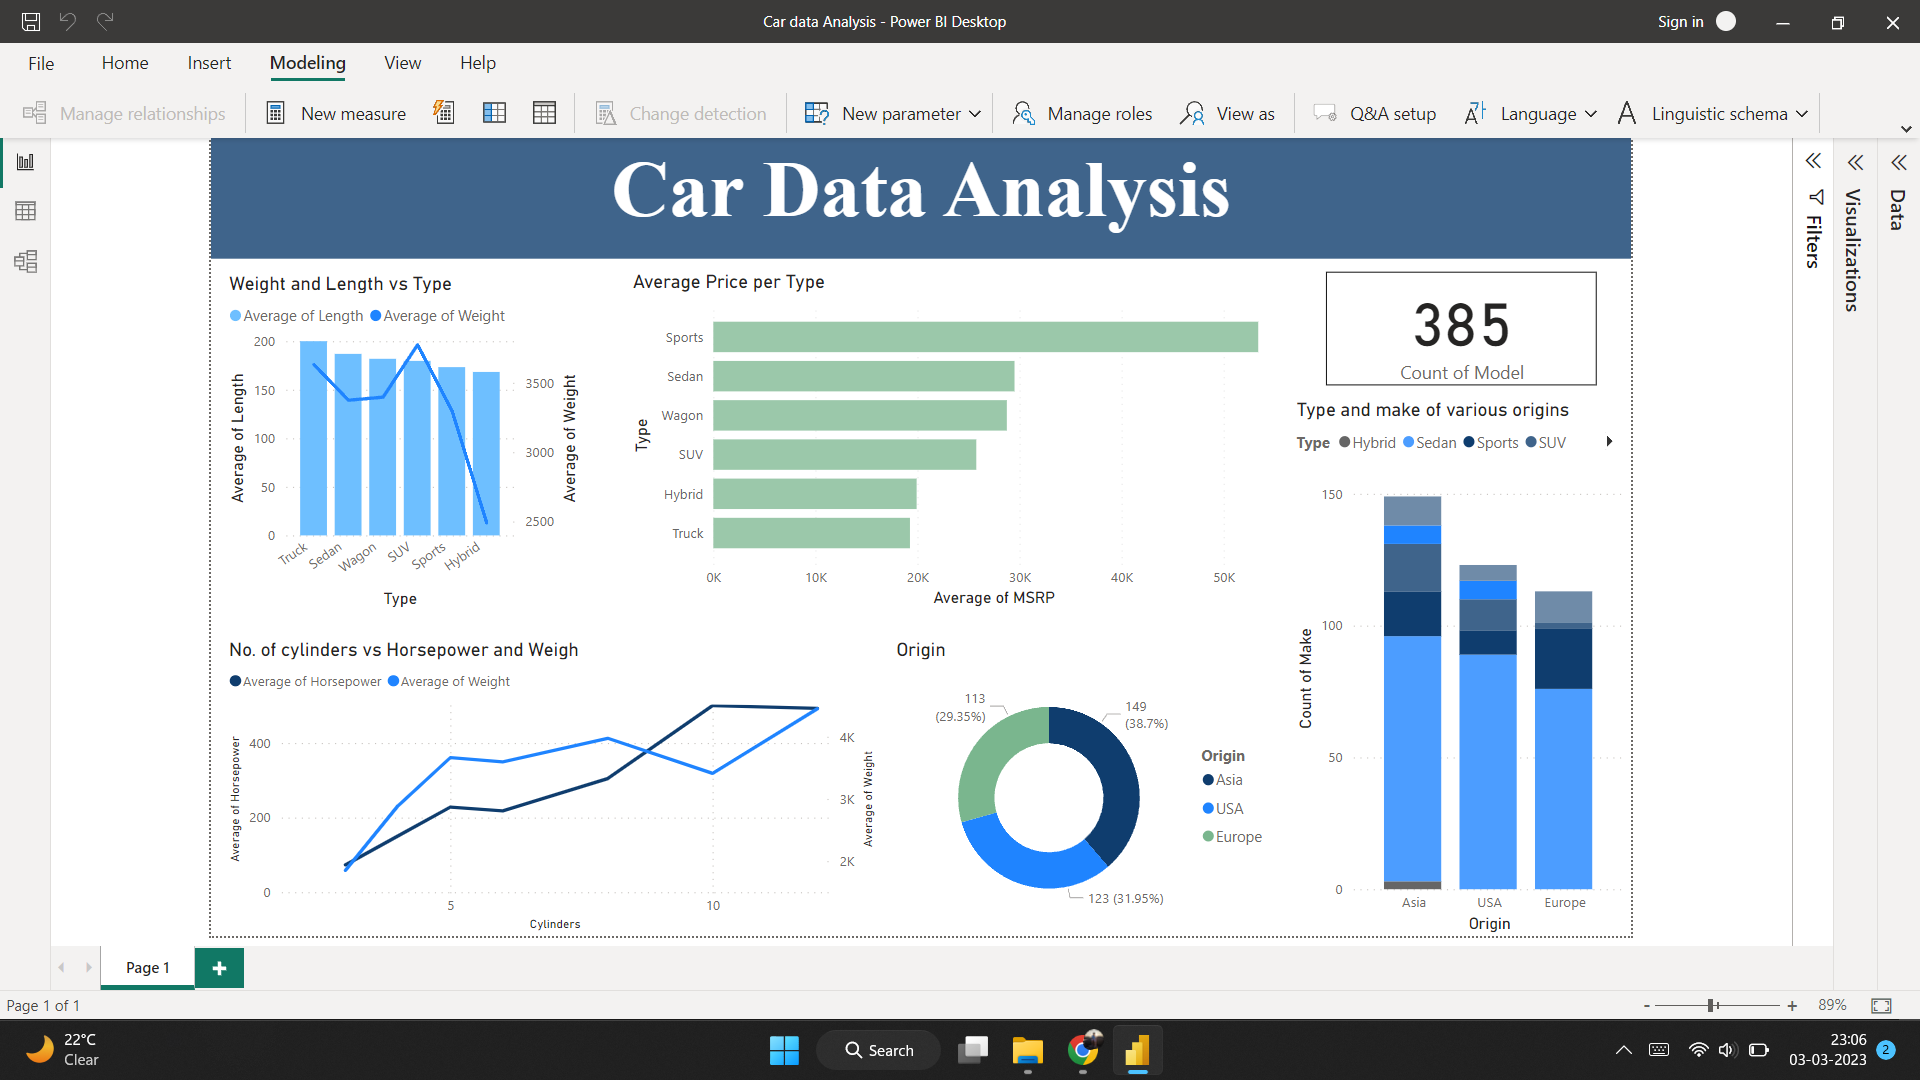 Car data Analysis - Power BI Desktop
Sign in
File Home Insert Modeling View Help
Manage relationships New measure Change detection New parameter Manage roles View as Q&A setup Language Linguistic schema
Car Data Analysis
Filters
Visualizations
Data
Weight and Length vs Type
Average of Length Average of Weight
200
150
100
50
0
Average of Length
3500
3000
2500
Average of Weight
Truck Sedan Wagon SUV Sports Hybrid
Type
Average Price per Type
Type
Sports
Sedan
Wagon
SUV
Hybrid
Truck
0K 10K 20K 30K 40K 50K
Average of MSRP
385
Count of Model
Type and make of various origins
Type Hybrid Sedan Sports SUV
150
100
50
0
Count of Make
Asia USA Europe
Origin
No. of cylinders vs Horsepower and Weigh
Average of Horsepower Average of Weight
400
200
0
Average of Horsepower
4K
3K
2K
Average of Weight
5 10
Cylinders
Origin
113
(29.35%)
149
(38.7%)
123 (31.95%)
Origin
Asia
USA
Europe
Page 1
Page 1 of 1
- + 89%
22°C
Clear
Search
23:06
03-03-2023
2